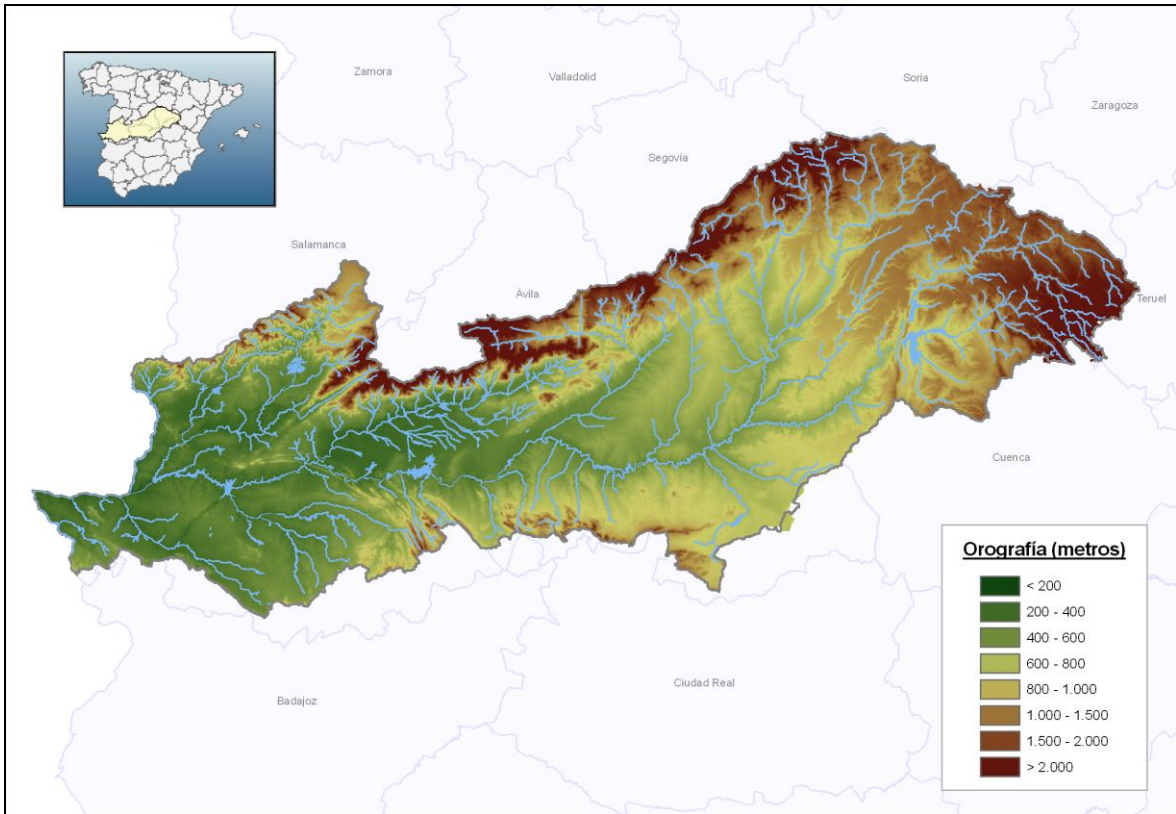 Zamora
Valladolid
Soria
Zaragoza
Segovia
Salamanca
Ávila
Teruel
Cuenca
Badajoz
Ciudad Real
Orografía (metros)
< 200
200 - 400
400 - 600
600 - 800
800 - 1.000
1.000 - 1.500
1.500 - 2.000
> 2.000